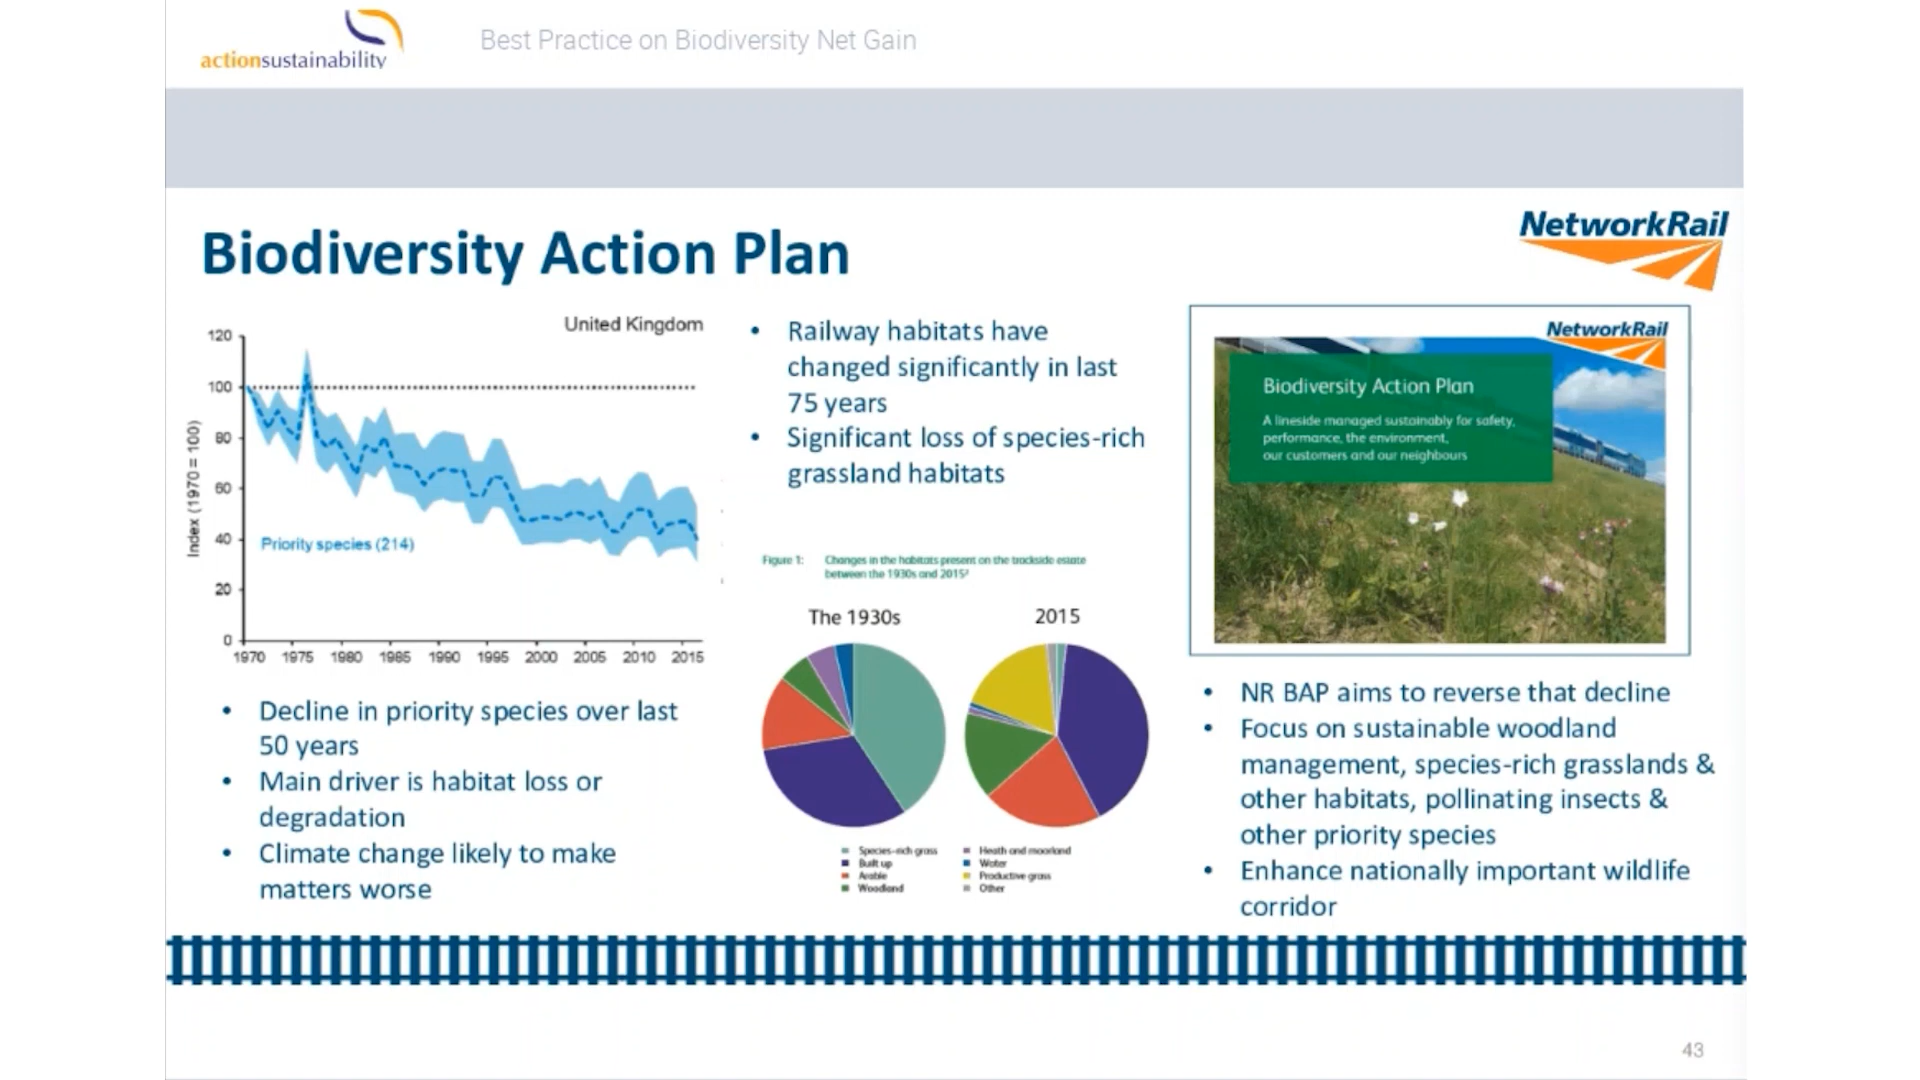 actionsustainability
Best Practice on Biodiversity Net Gain
Biodiversity Action Plan
NetworkRail
United Kingdom
120
100
80
60
40
20
0
Index (1970 = 100)
Priority species (214)
1970 1975 1980 1985 1990 1995 2000 2005 2010 2015
• Decline in priority species over last
50 years
• Main driver is habitat loss or
degradation
• Climate change likely to make
matters worse
• Railway habitats have
changed significantly in last
75 years
• Significant loss of species-rich
grassland habitats
Figure 1: Changes in the habitats present on the trackside estate
between the 1930s and 2015²
The 1930s
2015
Species-rich grass
Built up
Arable
Woodland
Heath and moorland
Water
Productive grass
Other
NetworkRail
Biodiversity Action Plan
A lineside managed sustainably for safety,
performance, the environment,
our customers and our neighbours
• NR BAP aims to reverse that decline
• Focus on sustainable woodland
management, species-rich grasslands &
other habitats, pollinating insects &
other priority species
• Enhance nationally important wildlife
corridor
43